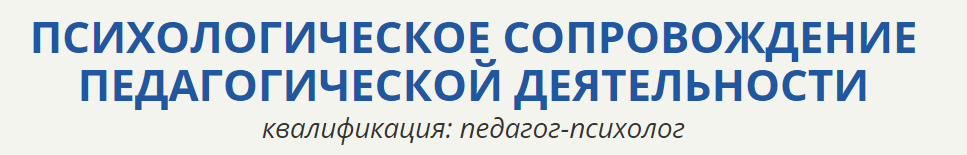 ПСИХОЛОГИЧЕСКОЕ СОПРОВОЖДЕНИЕ
ПЕДАГОГИЧЕСКОЙ ДЕЯТЕЛЬНОСТИ
квалификация: педагог-психолог